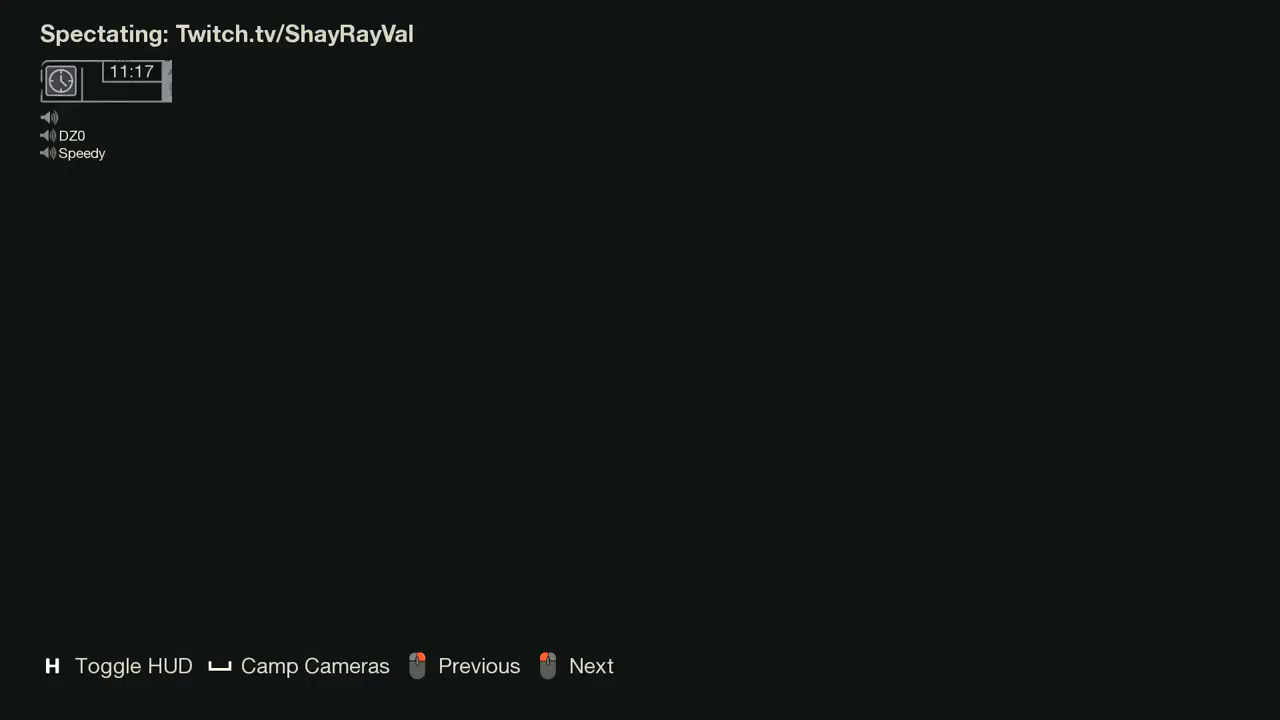 Spectating: Twitch.tv/ShayRayVal
11:17
DZ0
Speedy
H Toggle HUD Camp Cameras Previous Next